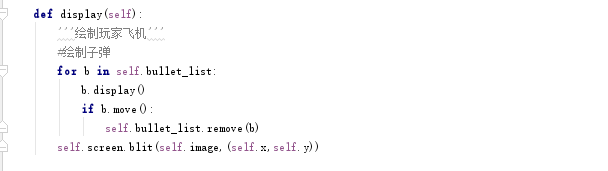 def display(self):
'''绘制玩家飞机'''
#绘制子弹
for b in self.bullet_list:
b.display()
if b.move():
self.bullet_list.remove(b)
self.screen.blit(self.image,(self.x,self.y))